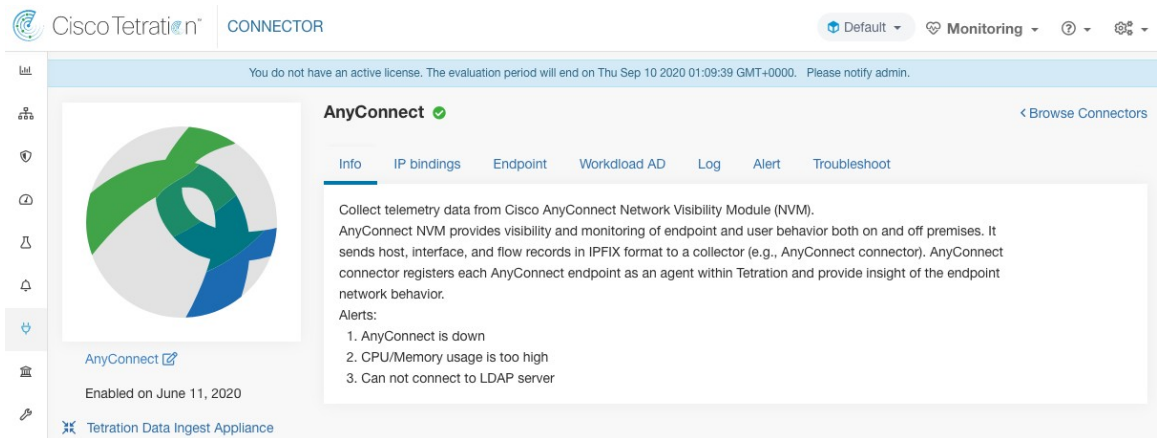 Cisco Tetration™ CONNECTOR Default Monitoring
You do not have an active license. The evaluation period will end on Thu Sep 10 2020 01:09:39 GMT+0000. Please notify admin.
AnyConnect
< Browse Connectors
Info IP bindings Endpoint Workdload AD Log Alert Troubleshoot
Collect telemetry data from Cisco AnyConnect Network Visibility Module (NVM).
AnyConnect NVM provides visibility and monitoring of endpoint and user behavior both on and off premises. It
sends host, interface, and flow records in IPFIX format to a collector (e.g., AnyConnect connector). AnyConnect
connector registers each AnyConnect endpoint as an agent within Tetration and provide insight of the endpoint
network behavior.
Alerts:
1. AnyConnect is down
2. CPU/Memory usage is too high
3. Can not connect to LDAP server
AnyConnect
Enabled on June 11, 2020
Tetration Data Ingest Appliance